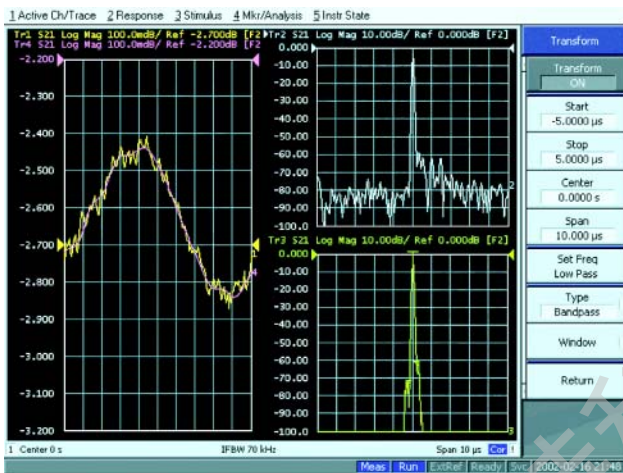 1 Active Ch/Trace 2 Response 3 Stimulus 4 Mkr/Analysis 5 Instr State
Tr1 S21 Log Mag 100.0mdB/ Ref -2.700dB [F2
Tr4 S21 Log Mag 100.0mdB/ Ref -2.200dB [F2
-2.200
-2.300
-2.400
-2.500
-2.600
-2.700
-2.800
-2.900
-3.000
-3.100
-3.200
1
4
Tr2 S21 Log Mag 10.00dB/ Ref 0.000dB [F2]
0.000
-10.00
-20.00
-30.00
-40.00
-50.00
-60.00
-70.00
-80.00
-90.00
-100.0
2
Tr3 S21 Log Mag 10.00dB/ Ref 0.000dB [F2]
0.000
-10.00
-20.00
-30.00
-40.00
-50.00
-60.00
-70.00
-80.00
-90.00
-100.0
3
Transform
Transform
ON
Start
-5.0000 µs
Stop
5.0000 µs
Center
0.0000 s
Span
10.000 µs
Set Freq
Low Pass
Type
Bandpass
Window
Return
1 Center 0 s IFBW 70 kHz Span 10 µs Cor !
Meas Run ExtRef Ready Svc 2002-02-16 21:48